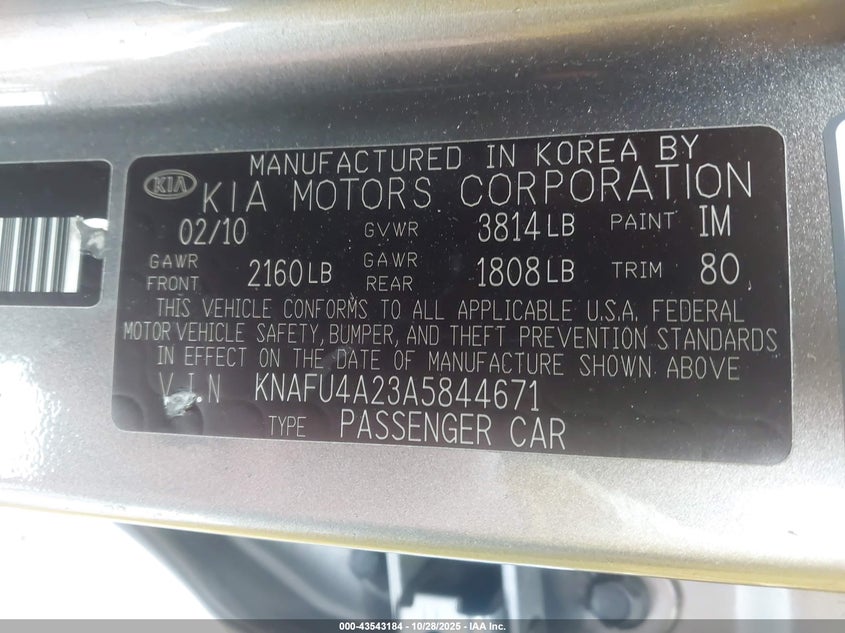 MANUFACTURED IN KOREA BY
KIA KIA MOTORS CORPORATION
02/10 GVWR 3814 LB PAINT IM
GAWR FRONT 2160 LB GAWR REAR 1808 LB TRIM 80
THIS VEHICLE CONFORMS TO ALL APPLICABLE U.S.A. FEDERAL
MOTOR VEHICLE SAFETY, BUMPER, AND THEFT PREVENTION STANDARDS
IN EFFECT ON THE DATE OF MANUFACTURE SHOWN ABOVE
VIN KNAFU4A23A5844671
TYPE PASSENGER CAR
000-43543184 - 10/28/2025 - IAA Inc.